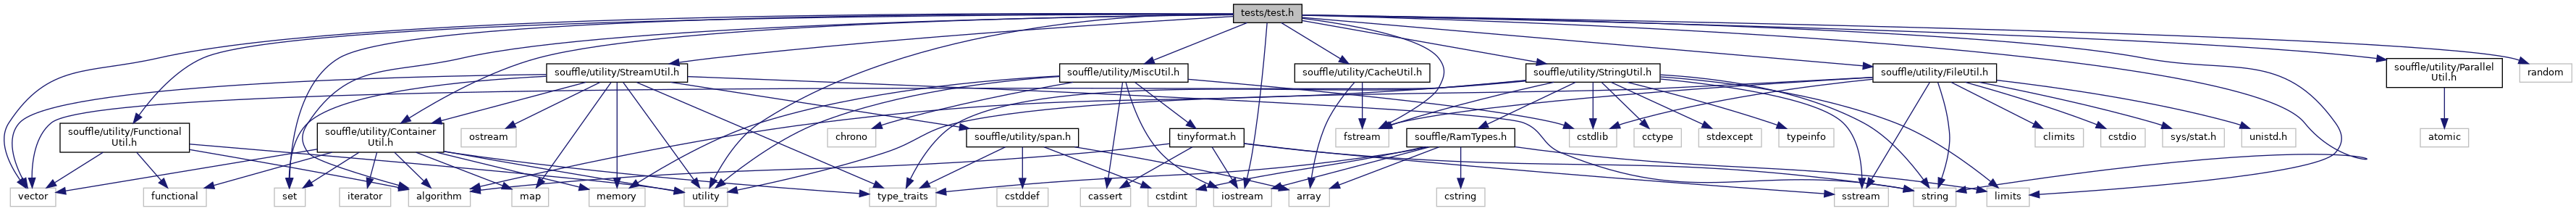 tests/test.h
souffle/utility/StreamUtil.h
souffle/utility/MiscUtil.h
souffle/utility/CacheUtil.h
souffle/utility/StringUtil.h
souffle/utility/FileUtil.h
souffle/utility/Parallel
Util.h
random
souffle/utility/Functional
Util.h
souffle/utility/Container
Util.h
ostream
chrono
souffle/utility/span.h
tinyformat.h
fstream
souffle/RamTypes.h
cstdlib
cctype
stdexcept
typeinfo
climits
cstdio
sys/stat.h
unistd.h
atomic
vector
functional
set
iterator
algorithm
map
memory
utility
type_traits
cstddef
cassert
cstdint
iostream
array
cstring
sstream
string
limits